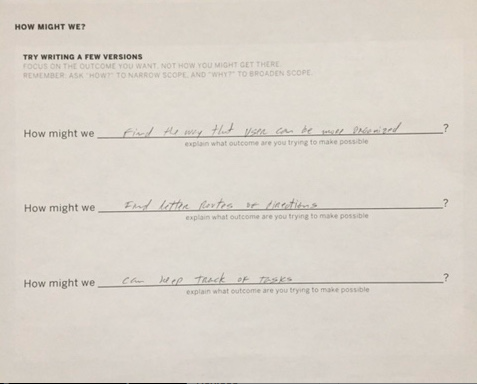 HOW MIGHT WE?
TRY WRITING A FEW VERSIONS
FOCUS ON THE OUTCOME YOU WANT, NOT HOW YOU MIGHT GET THERE.
REMEMBER: ASK "HOW?" TO NARROW SCOPE, AND "WHY?" TO BROADEN SCOPE.
How might we find the way that user can be more organized ?
explain what outcome are you trying to make possible
How might we Find better Routes or Directions ?
explain what outcome are you trying to make possible
How might we can keep track of tasks ?
explain what outcome are you trying to make possible